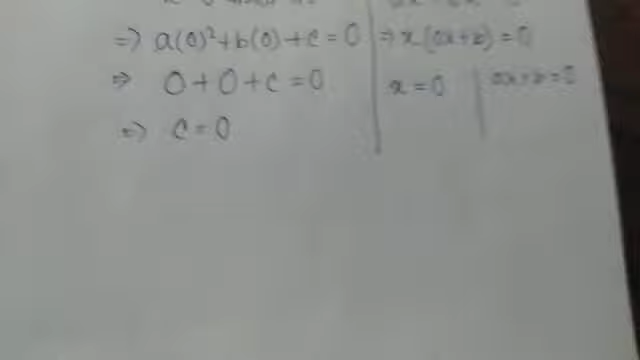 ⇒ a(0)²+b(0)+c=0
⇒ 0+0+c=0
⇒ c=0
⇒ x(ax+b)=0
x=0
ax+b=0